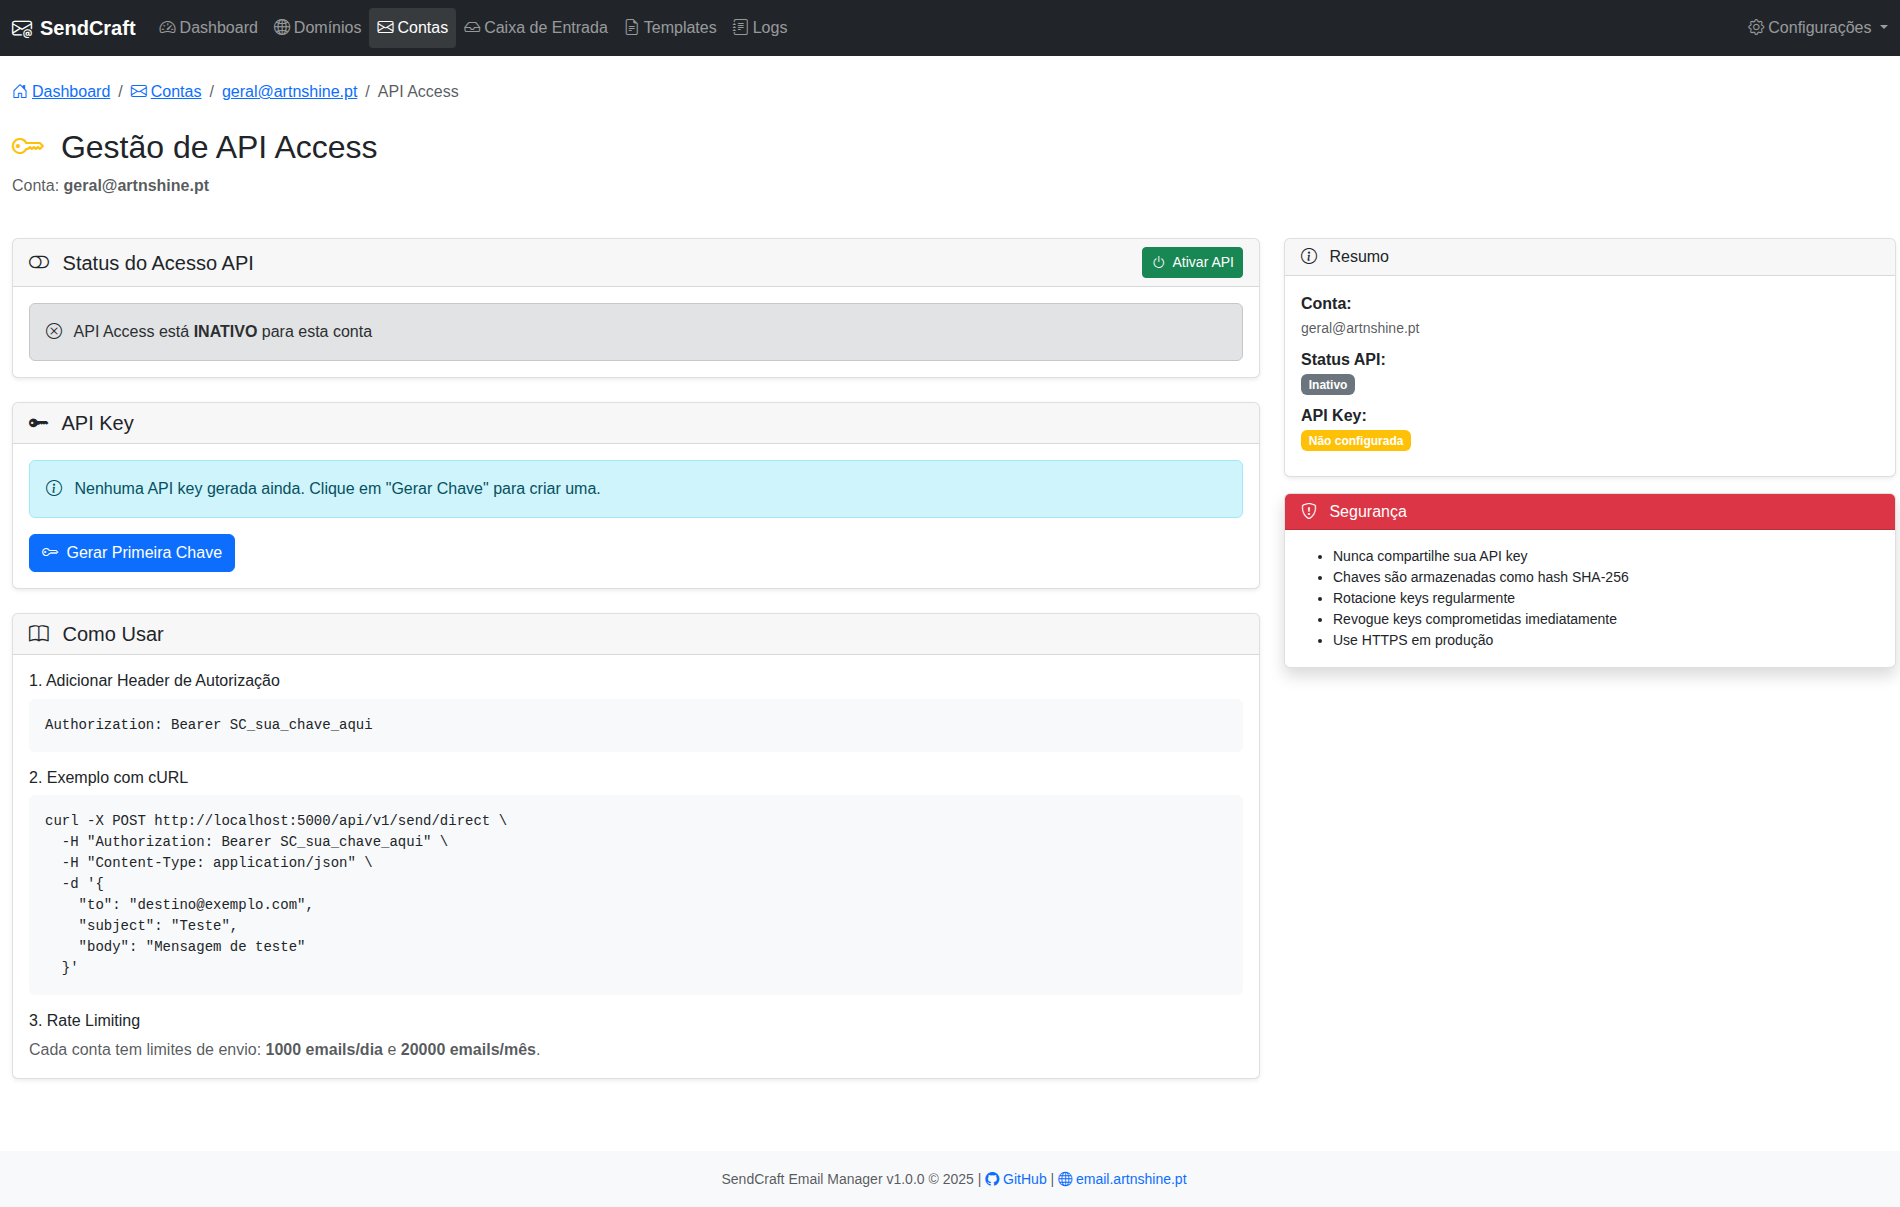 SendCraft Dashboard Domínios Contas Caixa de Entrada Templates Logs Configurações
Dashboard / Contas / geral@artnshine.pt / API Access
Gestão de API Access
Conta: geral@artnshine.pt
Status do Acesso API
Ativar API
API Access está INATIVO para esta conta
API Key
Nenhuma API key gerada ainda. Clique em "Gerar Chave" para criar uma.
Gerar Primeira Chave
Como Usar
1. Adicionar Header de Autorização
Authorization: Bearer SC_sua_chave_aqui
2. Exemplo com cURL
curl -X POST http://localhost:5000/api/v1/send/direct \
-H "Authorization: Bearer SC_sua_chave_aqui" \
-H "Content-Type: application/json" \
-d '{
"to": "destino@exemplo.com",
"subject": "Teste",
"body": "Mensagem de teste"
}'
3. Rate Limiting
Cada conta tem limites de envio: 1000 emails/dia e 20000 emails/mês.
Resumo
Conta:
geral@artnshine.pt
Status API:
Inativo
API Key:
Não configurada
Segurança
Nunca compartilhe sua API key
Chaves são armazenadas como hash SHA-256
Rotacione keys regularmente
Revogue keys comprometidas imediatamente
Use HTTPS em produção
SendCraft Email Manager v1.0.0 © 2025 | GitHub | email.artnshine.pt